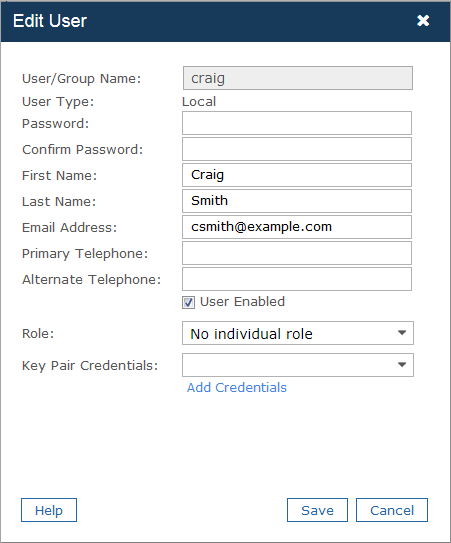 Edit User
User/Group Name: craig
User Type: Local
Password:
Confirm Password:
First Name: Craig
Last Name: Smith
Email Address: csmith@example.com
Primary Telephone:
Alternate Telephone:
User Enabled
Role: No individual role
Key Pair Credentials:
Add Credentials
Help Save Cancel